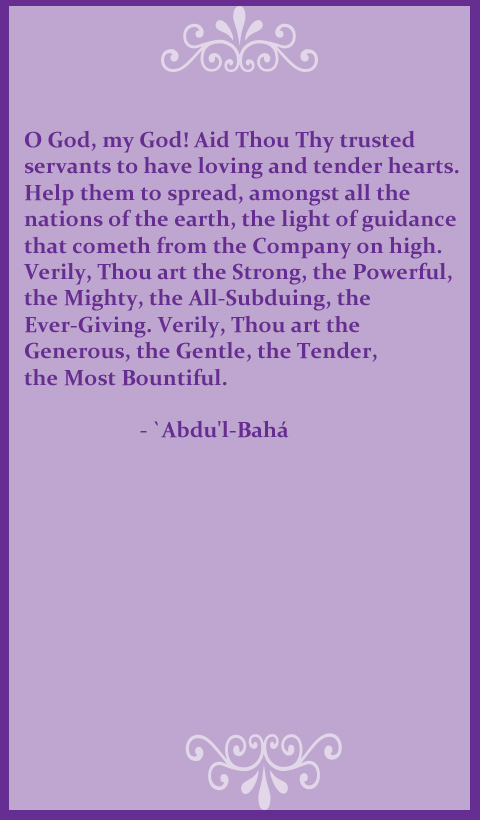 O God, my God! Aid Thou Thy trusted
servants to have loving and tender hearts.
Help them to spread, amongst all the
nations of the earth, the light of guidance
that cometh from the Company on high.
Verily, Thou art the Strong, the Powerful,
the Mighty, the All-Subduing, the
Ever-Giving. Verily, Thou art the
Generous, the Gentle, the Tender,
the Most Bountiful.
- `Abdu'l-Bahá